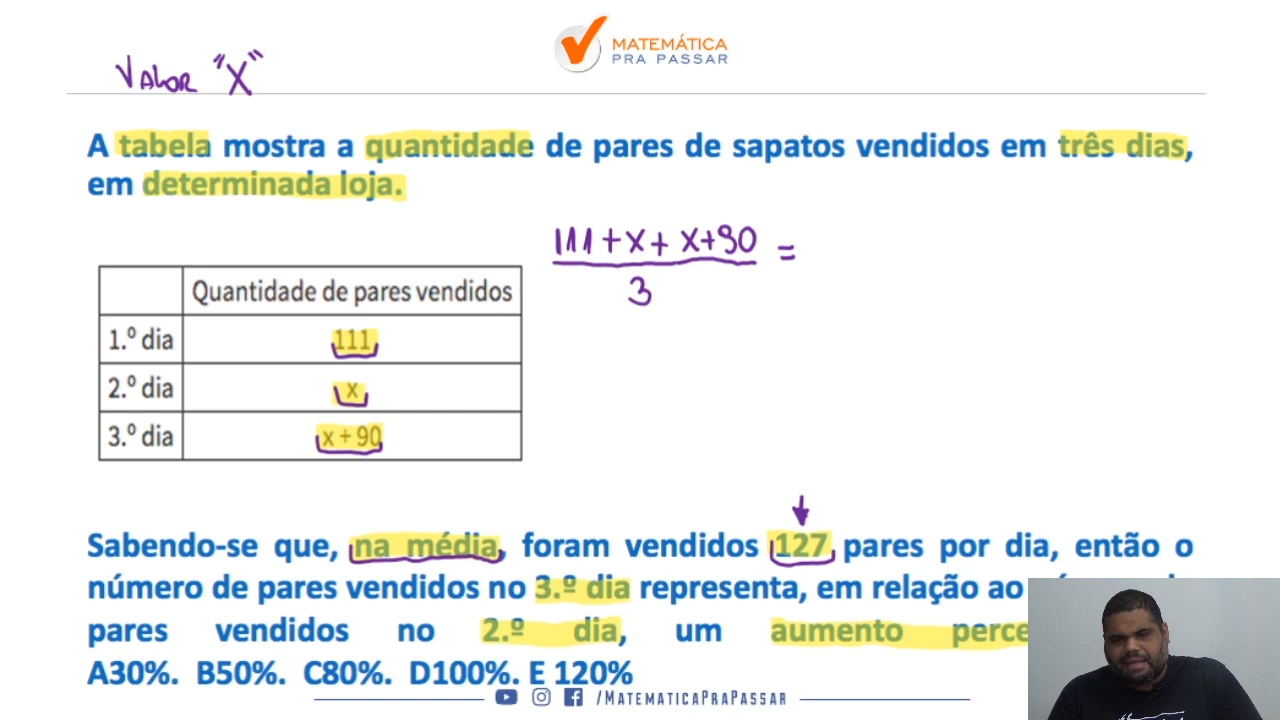 MATEMÁTICA
PRA PASSAR
VALOR "X"
A tabela mostra a quantidade de pares de sapatos vendidos em três dias,
em determinada loja.
111+x+x+90 =
3
Quantidade de pares vendidos
1.º dia 111
2.º dia x
3.º dia x + 90
Sabendo-se que, na média, foram vendidos 127 pares por dia, então o
número de pares vendidos no 3.º dia representa, em relação ao
pares vendidos no 2.º dia, um aumento
A30%. B50%. C80%. D100%. E 120%
/MATEMATICAPRAPASSAR